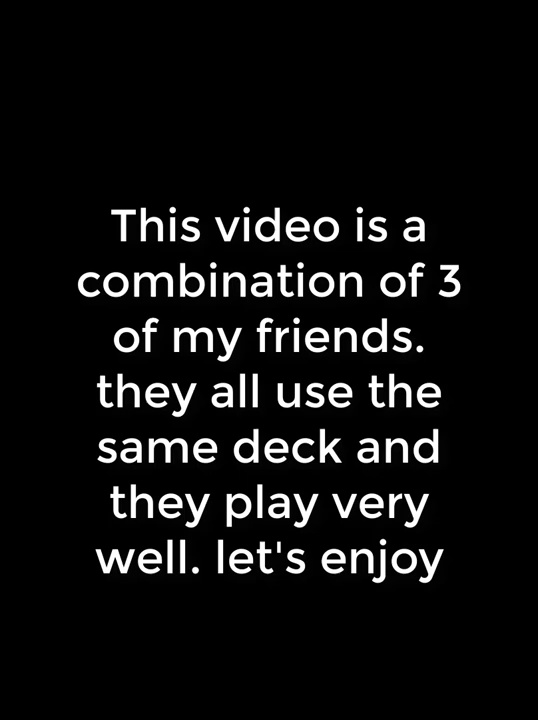 This video is a
combination of 3
of my friends.
they all use the
same deck and
they play very
well. let's enjoy